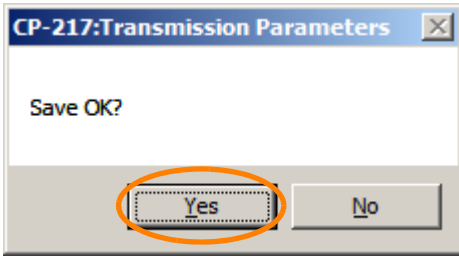 CP-217:Transmission Parameters
Save OK?
Yes No